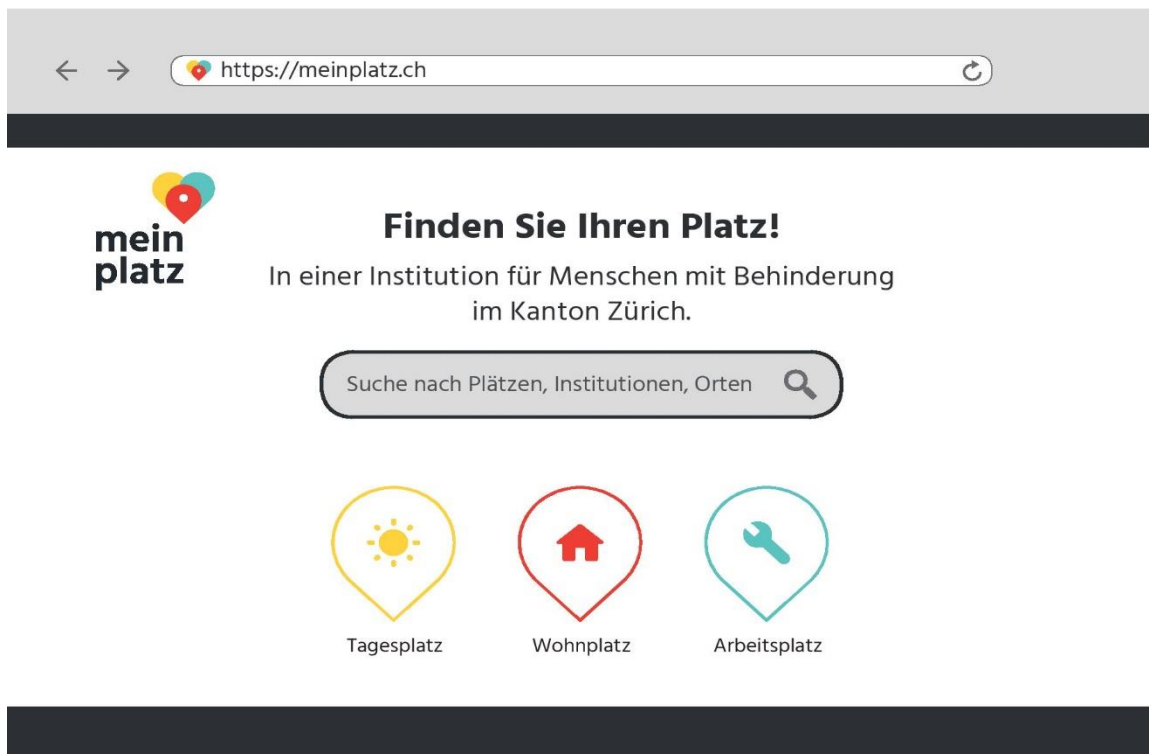 https://meinplatz.ch
mein
platz
Finden Sie Ihren Platz!
In einer Institution für Menschen mit Behinderung
im Kanton Zürich.
Suche nach Plätzen, Institutionen, Orten
Tagesplatz
Wohnplatz
Arbeitsplatz